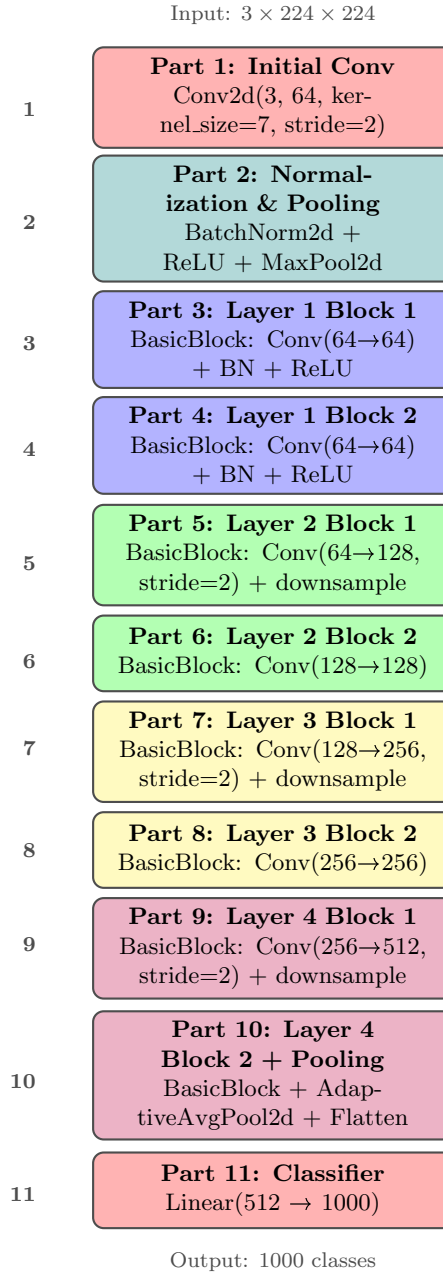 Input: 3 × 224 × 224
1
Part 1: Initial Conv
Conv2d(3, 64, ker-
nel_size=7, stride=2)
2
Part 2: Normal-
ization & Pooling
BatchNorm2d +
ReLU + MaxPool2d
3
Part 3: Layer 1 Block 1
BasicBlock: Conv(64→64)
+ BN + ReLU
4
Part 4: Layer 1 Block 2
BasicBlock: Conv(64→64)
+ BN + ReLU
5
Part 5: Layer 2 Block 1
BasicBlock: Conv(64→128,
stride=2) + downsample
6
Part 6: Layer 2 Block 2
BasicBlock: Conv(128→128)
7
Part 7: Layer 3 Block 1
BasicBlock: Conv(128→256,
stride=2) + downsample
8
Part 8: Layer 3 Block 2
BasicBlock: Conv(256→256)
9
Part 9: Layer 4 Block 1
BasicBlock: Conv(256→512,
stride=2) + downsample
10
Part 10: Layer 4
Block 2 + Pooling
BasicBlock + Adap-
tiveAvgPool2d + Flatten
11
Part 11: Classifier
Linear(512 → 1000)
Output: 1000 classes